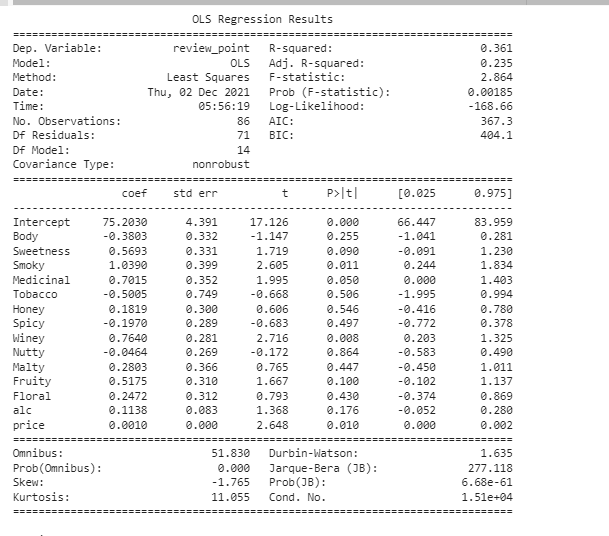 OLS Regression Results
==============================================================================
Dep. Variable: review_point R-squared: 0.361
Model: OLS Adj. R-squared: 0.235
Method: Least Squares F-statistic: 2.864
Date: Thu, 02 Dec 2021 Prob (F-statistic): 0.00185
Time: 05:56:19 Log-Likelihood: -168.66
No. Observations: 86 AIC: 367.3
Df Residuals: 71 BIC: 404.1
Df Model: 14
Covariance Type: nonrobust
==============================================================================
coef std err t P>|t| [0.025 0.975]
------------------------------------------------------------------------------
Intercept 75.2030 4.391 17.126 0.000 66.447 83.959
Body -0.3803 0.332 -1.147 0.255 -1.041 0.281
Sweetness 0.5693 0.331 1.719 0.090 -0.091 1.230
Smoky 1.0390 0.399 2.605 0.011 0.244 1.834
Medicinal 0.7015 0.352 1.995 0.050 0.000 1.403
Tobacco -0.5005 0.749 -0.668 0.506 -1.995 0.994
Honey 0.1819 0.300 0.606 0.546 -0.416 0.780
Spicy -0.1970 0.289 -0.683 0.497 -0.772 0.378
Winey 0.7640 0.281 2.716 0.008 0.203 1.325
Nutty -0.0464 0.269 -0.172 0.864 -0.583 0.490
Malty 0.2803 0.366 0.765 0.447 -0.450 1.011
Fruity 0.5175 0.310 1.667 0.100 -0.102 1.137
Floral 0.2472 0.312 0.793 0.430 -0.374 0.869
alc 0.1138 0.083 1.368 0.176 -0.052 0.280
price 0.0010 0.000 2.648 0.010 0.000 0.002
==============================================================================
Omnibus: 51.830 Durbin-Watson: 1.635
Prob(Omnibus): 0.000 Jarque-Bera (JB): 277.118
Skew: -1.765 Prob(JB): 6.68e-61
Kurtosis: 11.055 Cond. No. 1.51e+04
==============================================================================